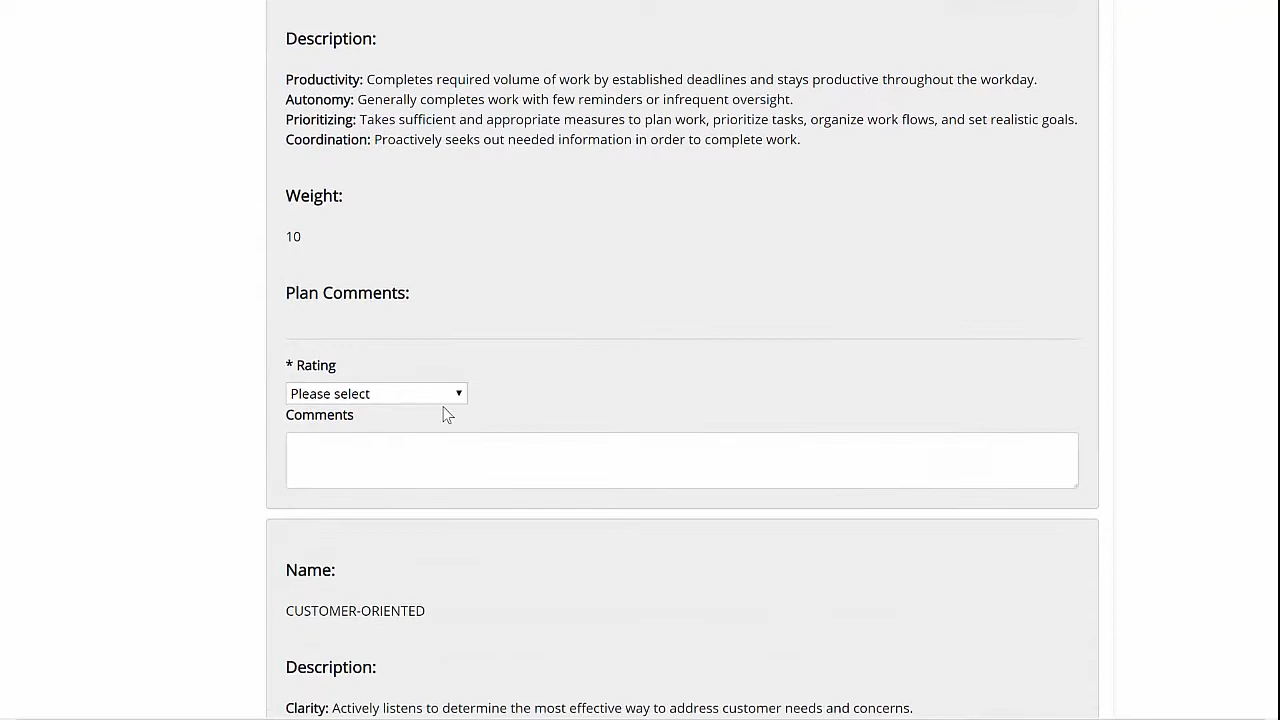 Description:
Productivity: Completes required volume of work by established deadlines and stays productive throughout the workday.
Autonomy: Generally completes work with few reminders or infrequent oversight.
Prioritizing: Takes sufficient and appropriate measures to plan work, prioritize tasks, organize work flows, and set realistic goals.
Coordination: Proactively seeks out needed information in order to complete work.
Weight:
10
Plan Comments:
* Rating
Please select
Comments
Name:
CUSTOMER-ORIENTED
Description:
Clarity: Actively listens to determine the most effective way to address customer needs and concerns.